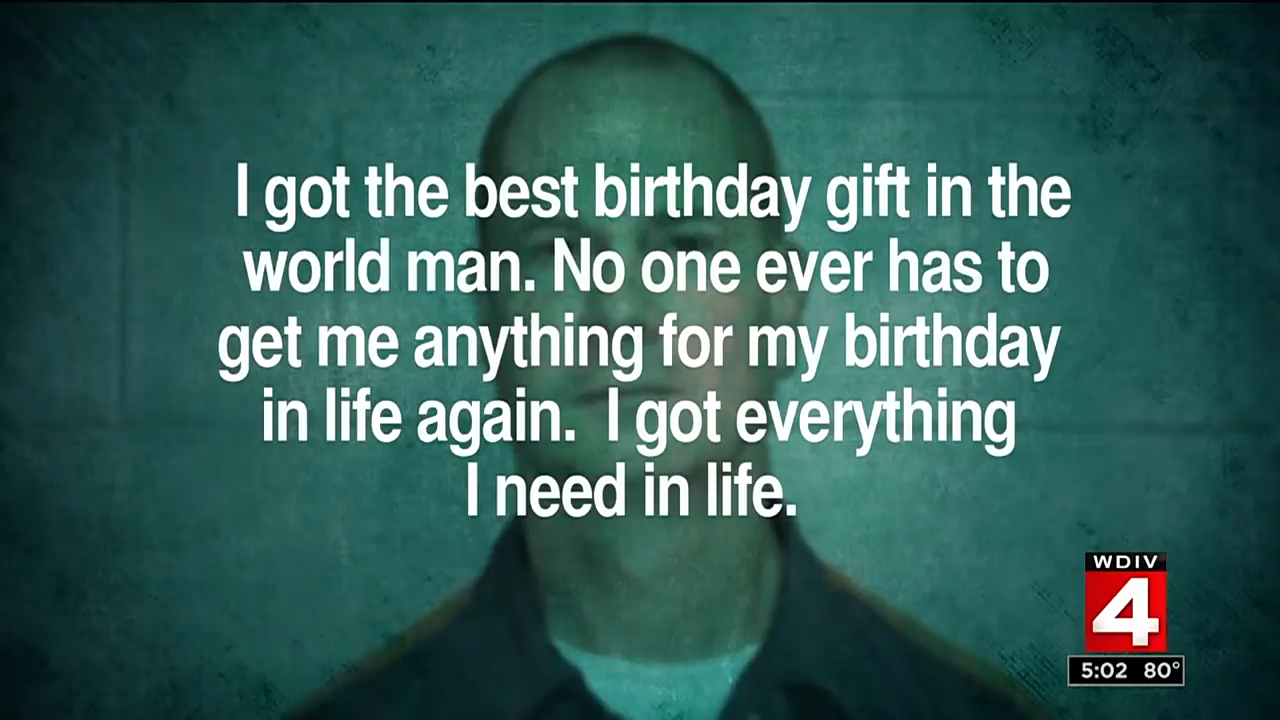 I got the best birthday gift in the
world man. No one ever has to
get me anything for my birthday
in life again.  I got everything
I need in life.
WDIV
4
5:02 80°